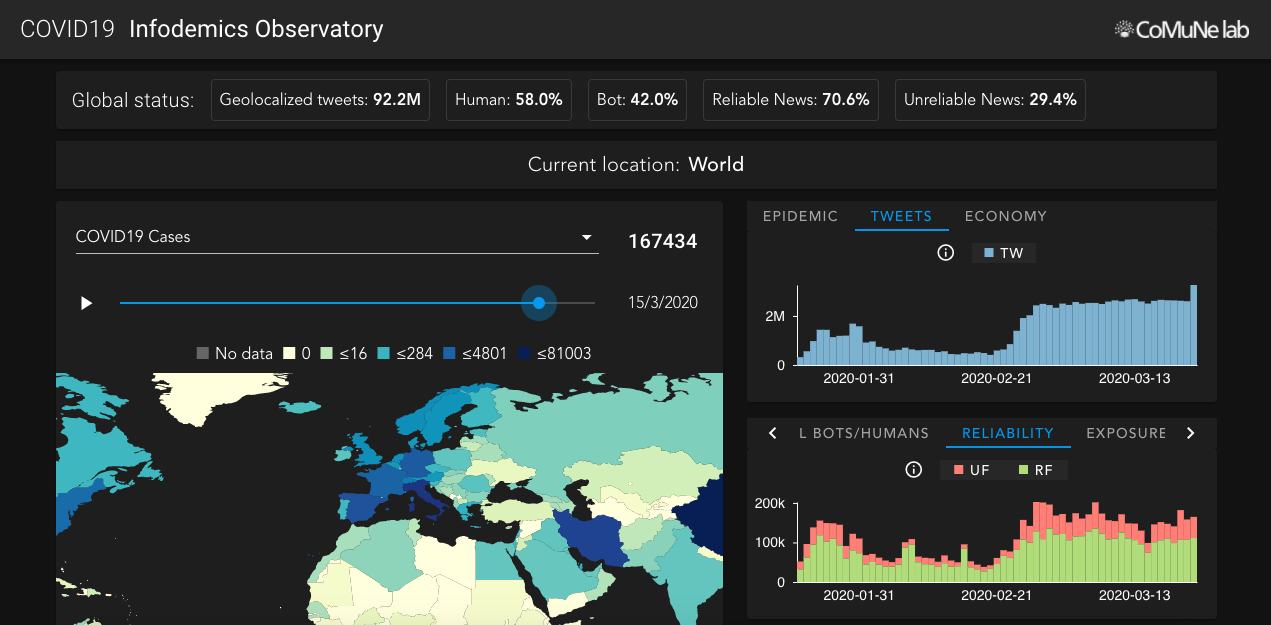 COVID19 Infodemics Observatory
CoMuNe lab
Global status: Geolocalized tweets: 92.2M Human: 58.0% Bot: 42.0% Reliable News: 70.6% Unreliable News: 29.4%
Current location: World
COVID19 Cases 167434
15/3/2020
No data 0 ≤16 ≤284 ≤4801 ≤81003
EPIDEMIC TWEETS ECONOMY
TW
2M
0
2020-01-31 2020-02-21 2020-03-13
L BOTS/HUMANS RELIABILITY EXPOSURE
UF RF
200k
100k
0
2020-01-31 2020-02-21 2020-03-13